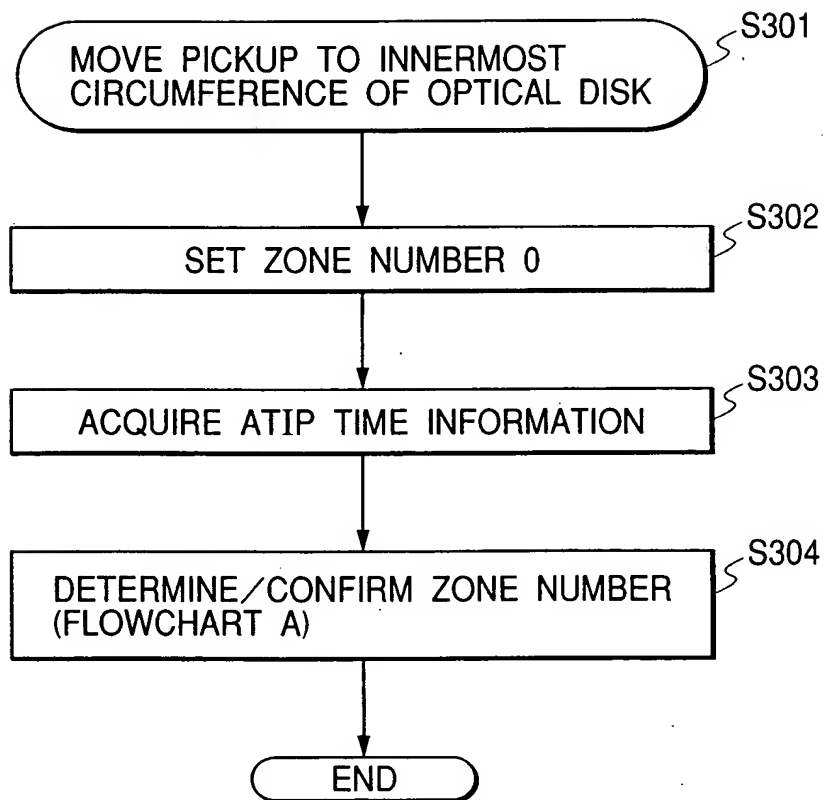 MOVE PICKUP TO INNERMOST
CIRCUMFERENCE OF OPTICAL DISK
S301
SET ZONE NUMBER 0
S302
ACQUIRE ATIP TIME INFORMATION
S303
DETERMINE/CONFIRM ZONE NUMBER
(FLOWCHART A)
S304
END